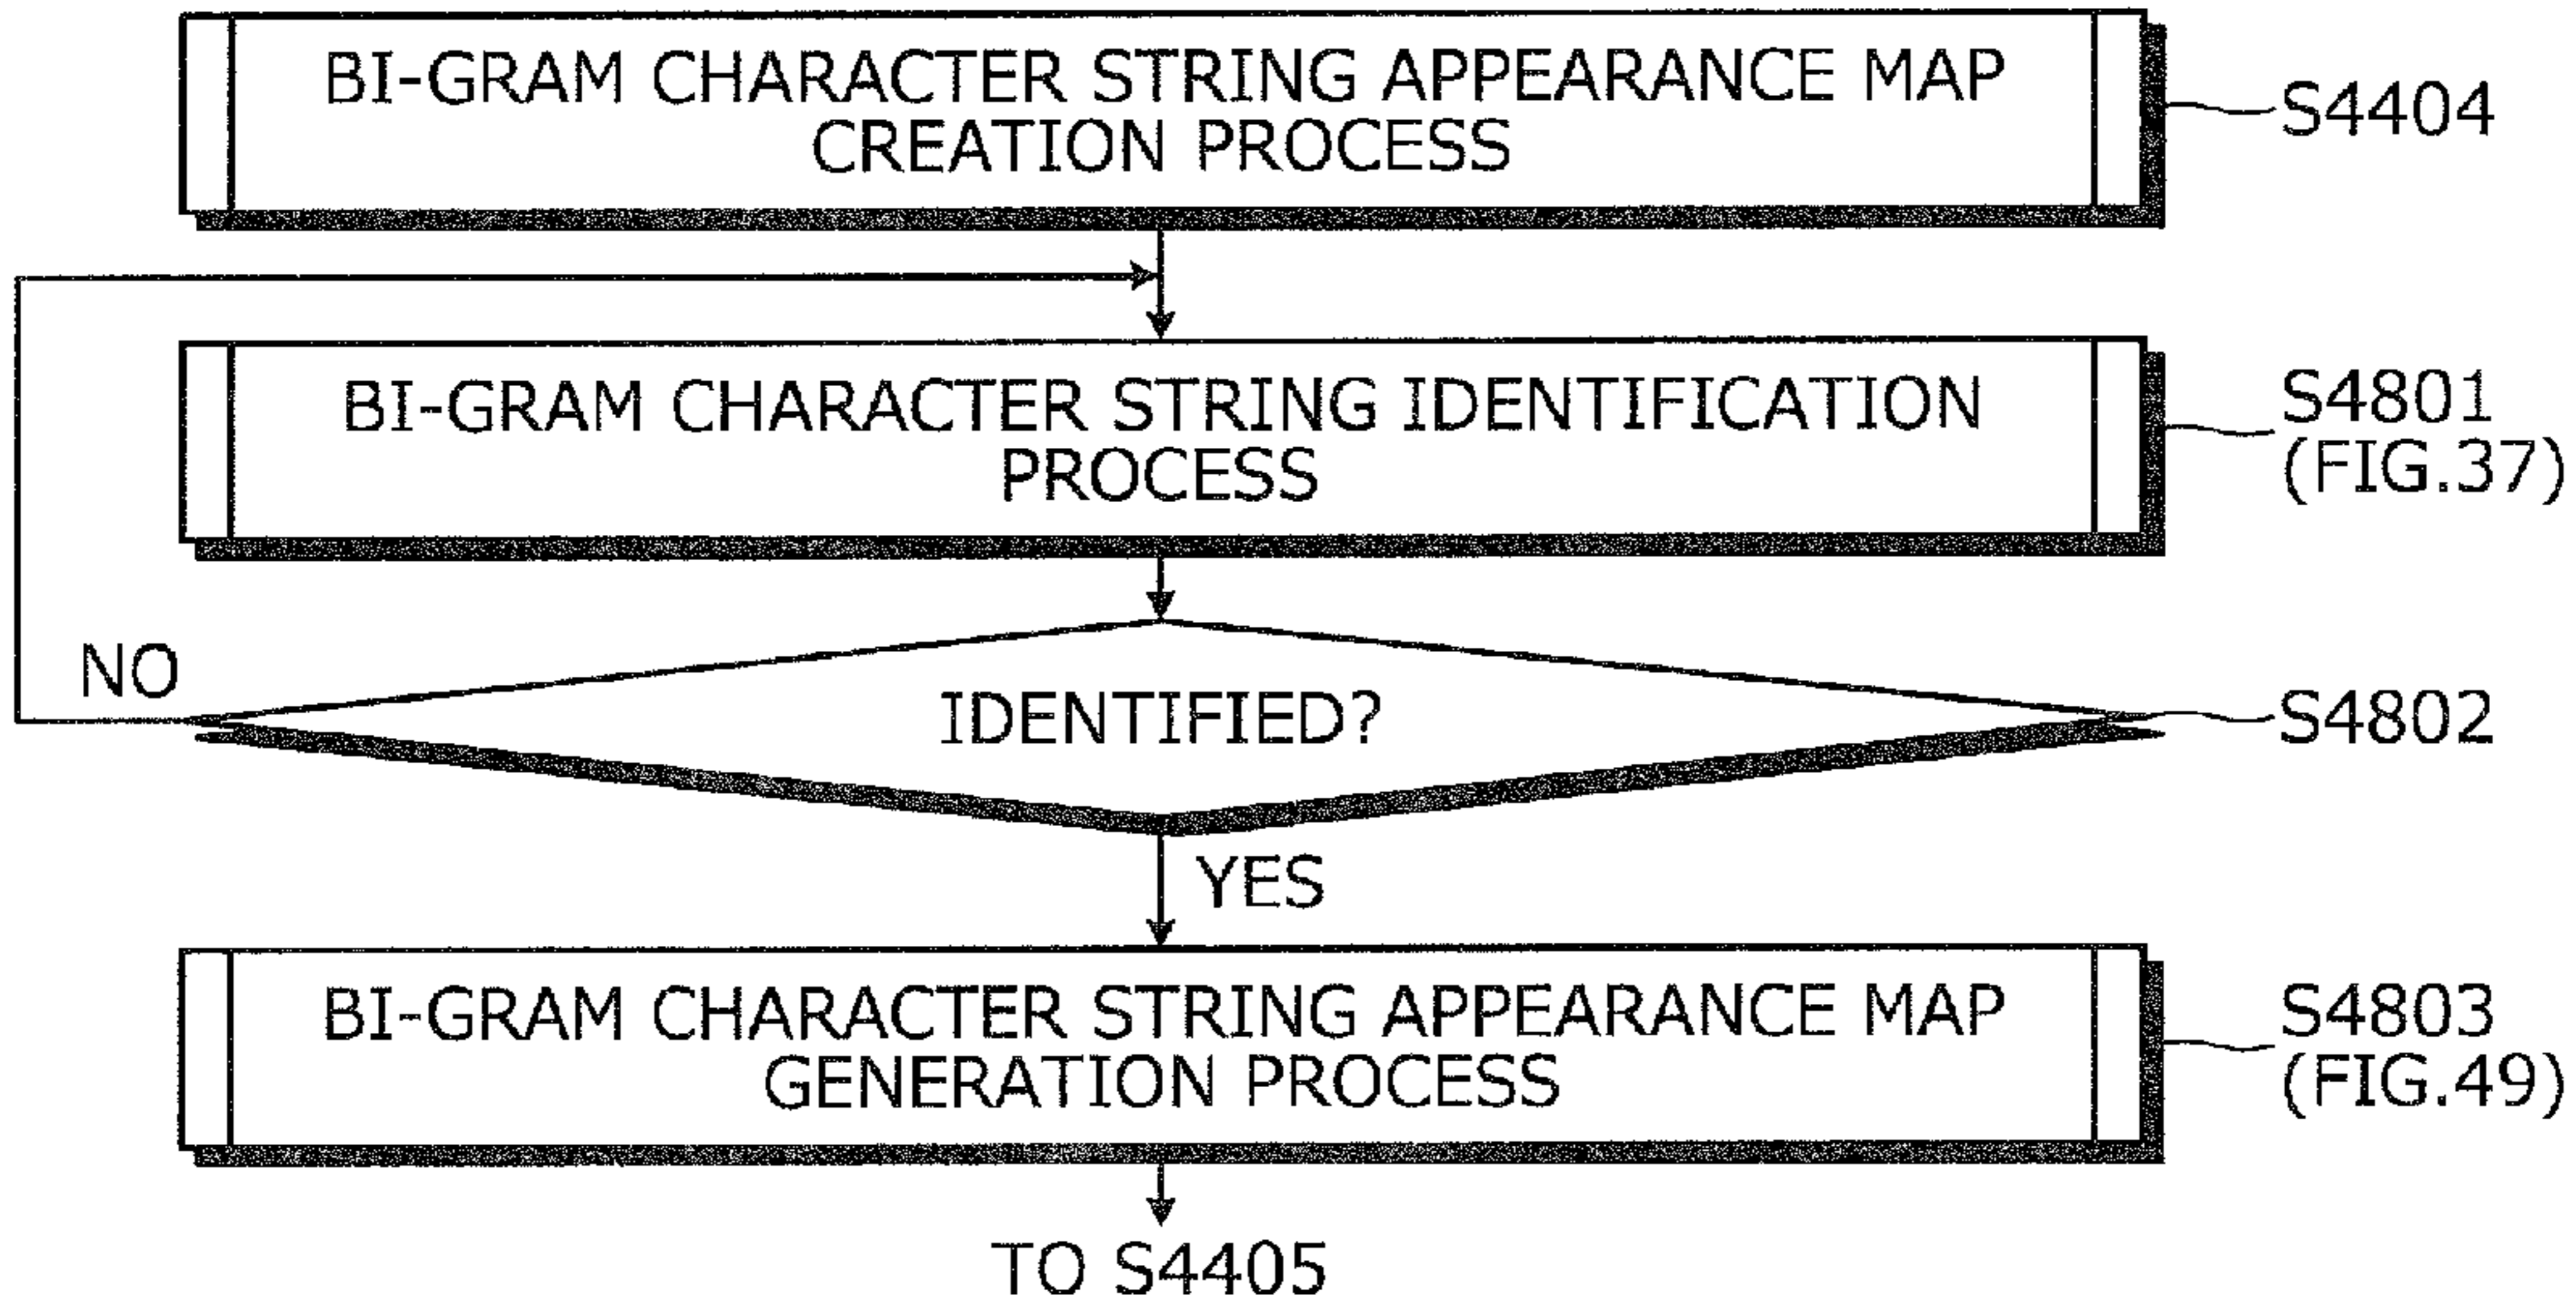 BI-GRAM CHARACTER STRING APPEARANCE MAP
CREATION PROCESS
S4404
BI-GRAM CHARACTER STRING IDENTIFICATION
PROCESS
S4801
(FIG.37)
NO
IDENTIFIED?
S4802
YES
BI-GRAM CHARACTER STRING APPEARANCE MAP
GENERATION PROCESS
S4803
(FIG.49)
TO S4405